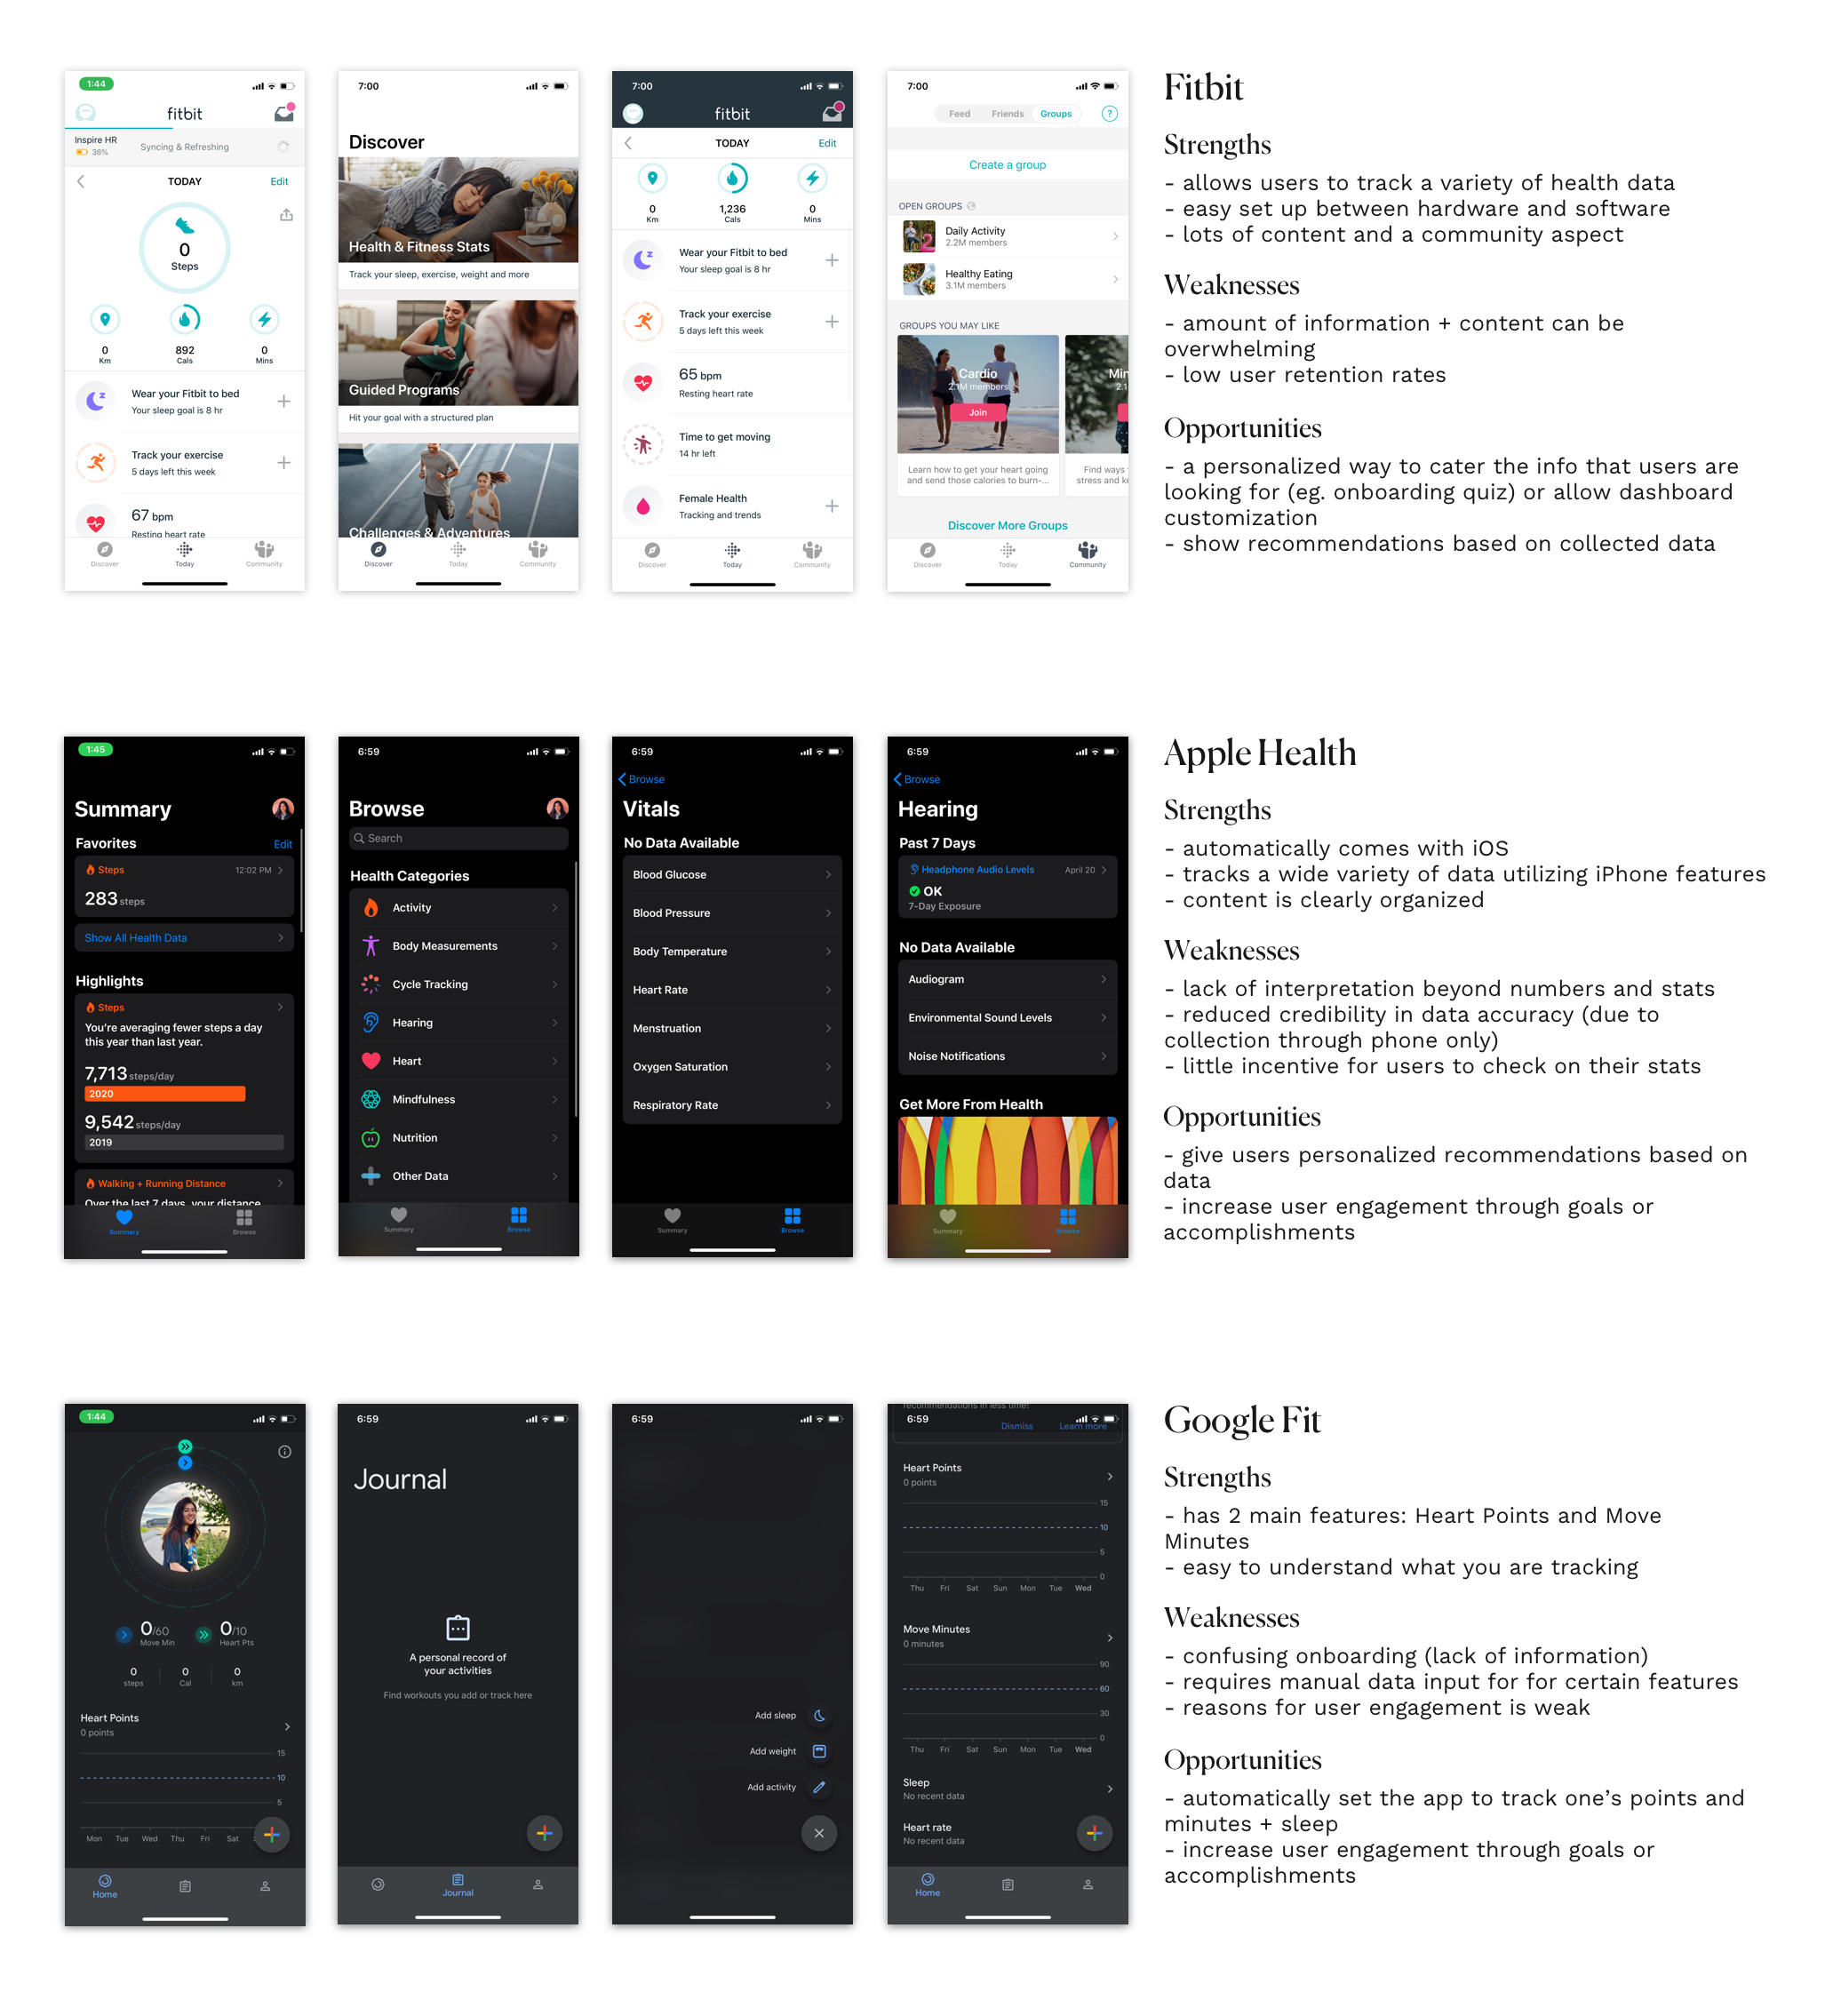 1:44
fitbit
Inspire HR
36%
Syncing & Refreshing
TODAY
Edit
0
Steps
0
Km
892
Cals
0
Mins
Wear your Fitbit to bed
Your sleep goal is 8 hr
Track your exercise
5 days left this week
67 bpm
Resting heart rate
Discover
Today
Community
7:00
Discover
Health & Fitness Stats
Track your sleep, exercise, weight and more
Guided Programs
Hit your goal with a structured plan
Challenges & Adventures
Discover
Today
Community
7:00
fitbit
TODAY
Edit
0
Km
1,236
Cals
0
Mins
Wear your Fitbit to bed
Your sleep goal is 8 hr
Track your exercise
5 days left this week
65 bpm
Resting heart rate
Time to get moving
14 hr left
Female Health
Tracking and trends
Discover
Today
Community
7:00
Feed
Friends
Groups
?
Create a group
OPEN GROUPS
Daily Activity
2.2M members
Healthy Eating
3.1M members
GROUPS YOU MAY LIKE
Cardio
2.1M members
Join
Min
2.1
Learn how to get your heart going
and send those calories to burn-...
Find ways
stress and ke
Discover More Groups
Discover
Today
Community
Fitbit
Strengths
- allows users to track a variety of health data
- easy set up between hardware and software
- lots of content and a community aspect
Weaknesses
- amount of information + content can be
overwhelming
- low user retention rates
Opportunities
- a personalized way to cater the info that users are
looking for (eg. onboarding quiz) or allow dashboard
customization
- show recommendations based on collected data
1:45
Summary
Favorites
Edit
Steps
12:02 PM
283 steps
Show All Health Data
Highlights
Steps
You're averaging fewer steps a day
this year than last year.
7,713 steps/day
2020
9,542 steps/day
2019
Walking + Running Distance
Over the last 7 days, your distance
Summary
Browse
6:59
Browse
Search
Health Categories
Activity
Body Measurements
Cycle Tracking
Hearing
Heart
Mindfulness
Nutrition
Other Data
Summary
Browse
6:59
Browse
Vitals
No Data Available
Blood Glucose
Blood Pressure
Body Temperature
Heart Rate
Menstruation
Oxygen Saturation
Respiratory Rate
Summary
Browse
6:59
Browse
Hearing
Past 7 Days
Headphone Audio Levels
April 20
OK
7-Day Exposure
No Data Available
Audiogram
Environmental Sound Levels
Noise Notifications
Get More From Health
Summary
Browse
Apple Health
Strengths
- automatically comes with iOS
- tracks a wide variety of data utilizing iPhone features
- content is clearly organized
Weaknesses
- lack of interpretation beyond numbers and stats
- reduced credibility in data accuracy (due to
collection through phone only)
- little incentive for users to check on their stats
Opportunities
- give users personalized recommendations based on
data
- increase user engagement through goals or
accomplishments
1:44
0/60
Move Min
0/10
Heart Pts
0
steps
0
Cal
0
km
Heart Points
0 points
15
10
5
Mon Tue Wed Thu Fri Sat
Home
6:59
Journal
A personal record of
your activities
Find workouts you add or track here
Journal
6:59
Add sleep
Add weight
Add activity
recommendations in less time!
6:59
Dismiss
Learn more
Heart Points
0 points
15
10
5
0
Thu Fri Sat Sun Mon Tue Wed
Move Minutes
0 minutes
90
60
30
0
Thu Fri Sat Sun Mon Tue Wed
Sleep
No recent data
Heart rate
No recent data
Home
Google Fit
Strengths
- has 2 main features: Heart Points and Move
Minutes
- easy to understand what you are tracking
Weaknesses
- confusing onboarding (lack of information)
- requires manual data input for for certain features
- reasons for user engagement is weak
Opportunities
- automatically set the app to track one's points and
minutes + sleep
- increase user engagement through goals or
accomplishments